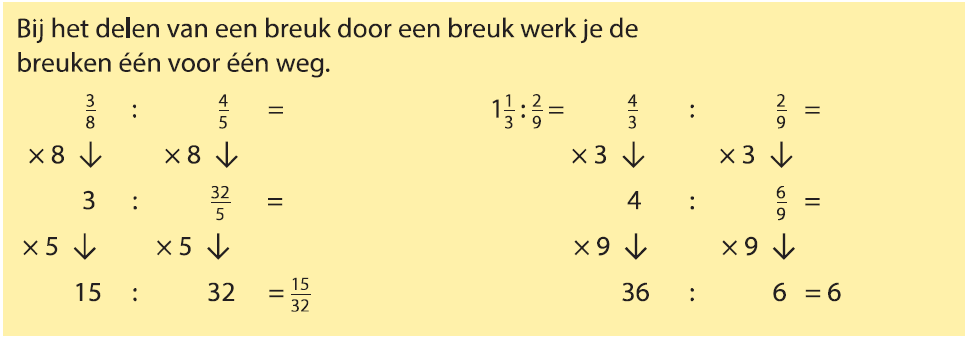 Bij het delen van een breuk door een breuk werk je de
breuken één voor één weg.
3/8 : 4/5 = 1 1/3 : 2/9 = 4/3 : 2/9 =
× 8 ↓ × 8 ↓ × 3 ↓ × 3 ↓
3 : 32/5 = 4 : 6/9 =
× 5 ↓ × 5 ↓ × 9 ↓ × 9 ↓
15 : 32 = 15/32 36 : 6 = 6